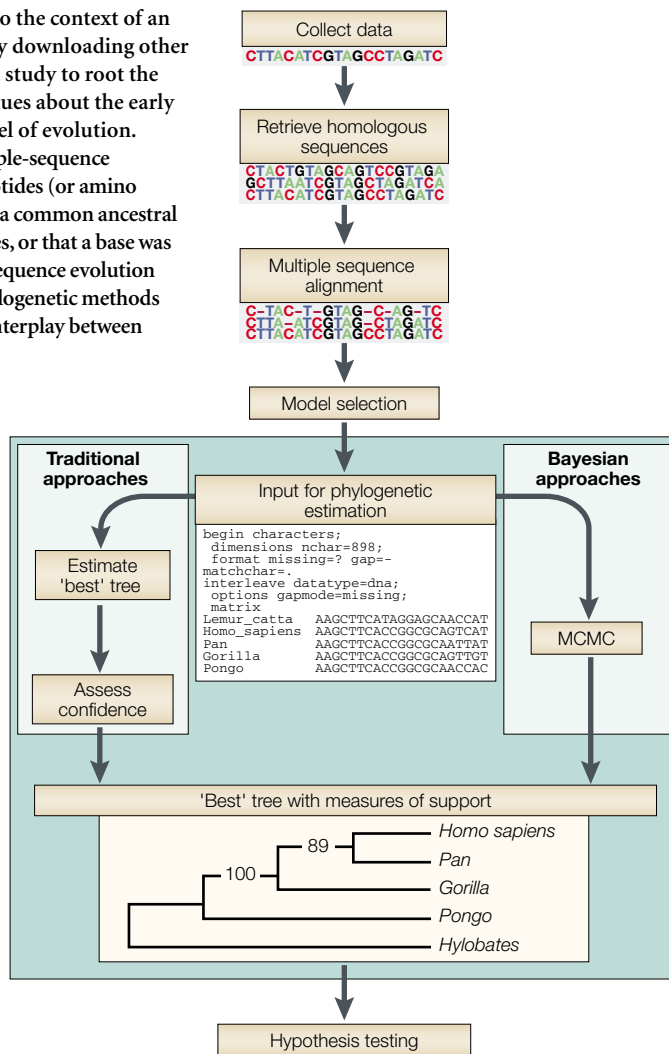 o the context of an
y downloading other
study to root the
ues about the early
el of evolution.
ple-sequence
otides (or amino
a common ancestral
es, or that a base was
equence evolution
logenetic methods
nterplay between
Collect data
CTTACATCGTAGCCTAGATC
Retrieve homologous
sequences
CTACTGTAGCAGTCCGTAGA
GCTTAATCGTAGCTAGATCA
CTTACATCGTAGCCTAGATC
Multiple sequence
alignment
C-TAC-T-GTAG-C-AG-TC
CTTA-ATCGTAG-CTAGATC
CTTACATCGTAGCCTAGATC
Model selection
Traditional
approaches
Bayesian
approaches
Input for phylogenetic
estimation
begin characters;
dimensions nchar=898;
format missing=? gap=-
matchchar=.
interleave datatype=dna;
options gapmode=missing;
matrix
Lemur_catta AAGCTTCATAGGAGCAACCAT
Homo_sapiens AAGCTTCACCGGCGCAGTCAT
Pan AAGCTTCACCGGCGCAATTAT
Gorilla AAGCTTCACCGGCGCAGTTGT
Pongo AAGCTTCACCGGCGCAACCAC
Estimate
'best' tree
Assess
confidence
MCMC
'Best' tree with measures of support
Homo sapiens
89
Pan
100
Gorilla
Pongo
Hylobates
Hypothesis testing